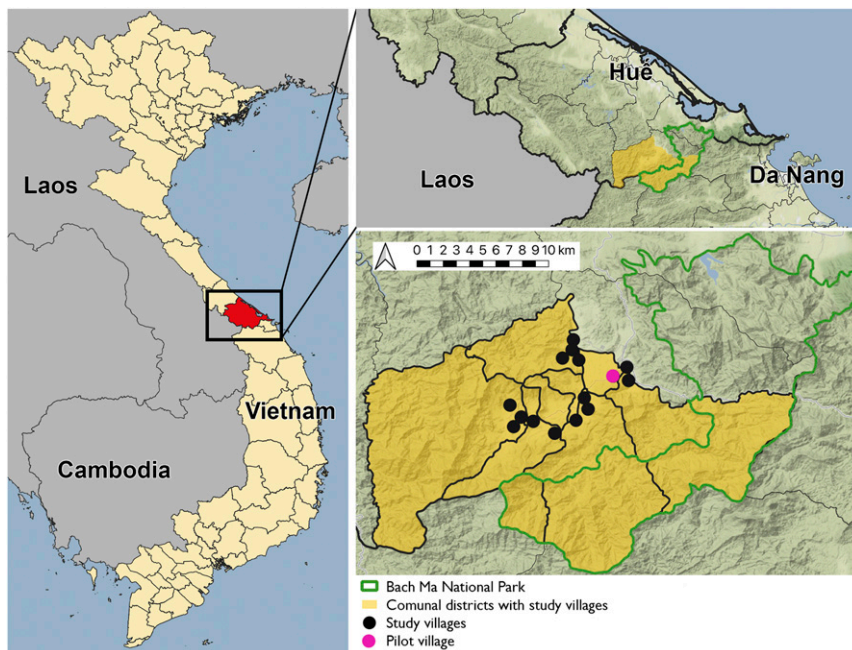 Laos
Vietnam
Cambodia
Huê
Laos
Da Nang
0 1 2 3 4 5 6 7 8 9 10 km
Bach Ma National Park
Comunal districts with study villages
Study villages
Pilot village